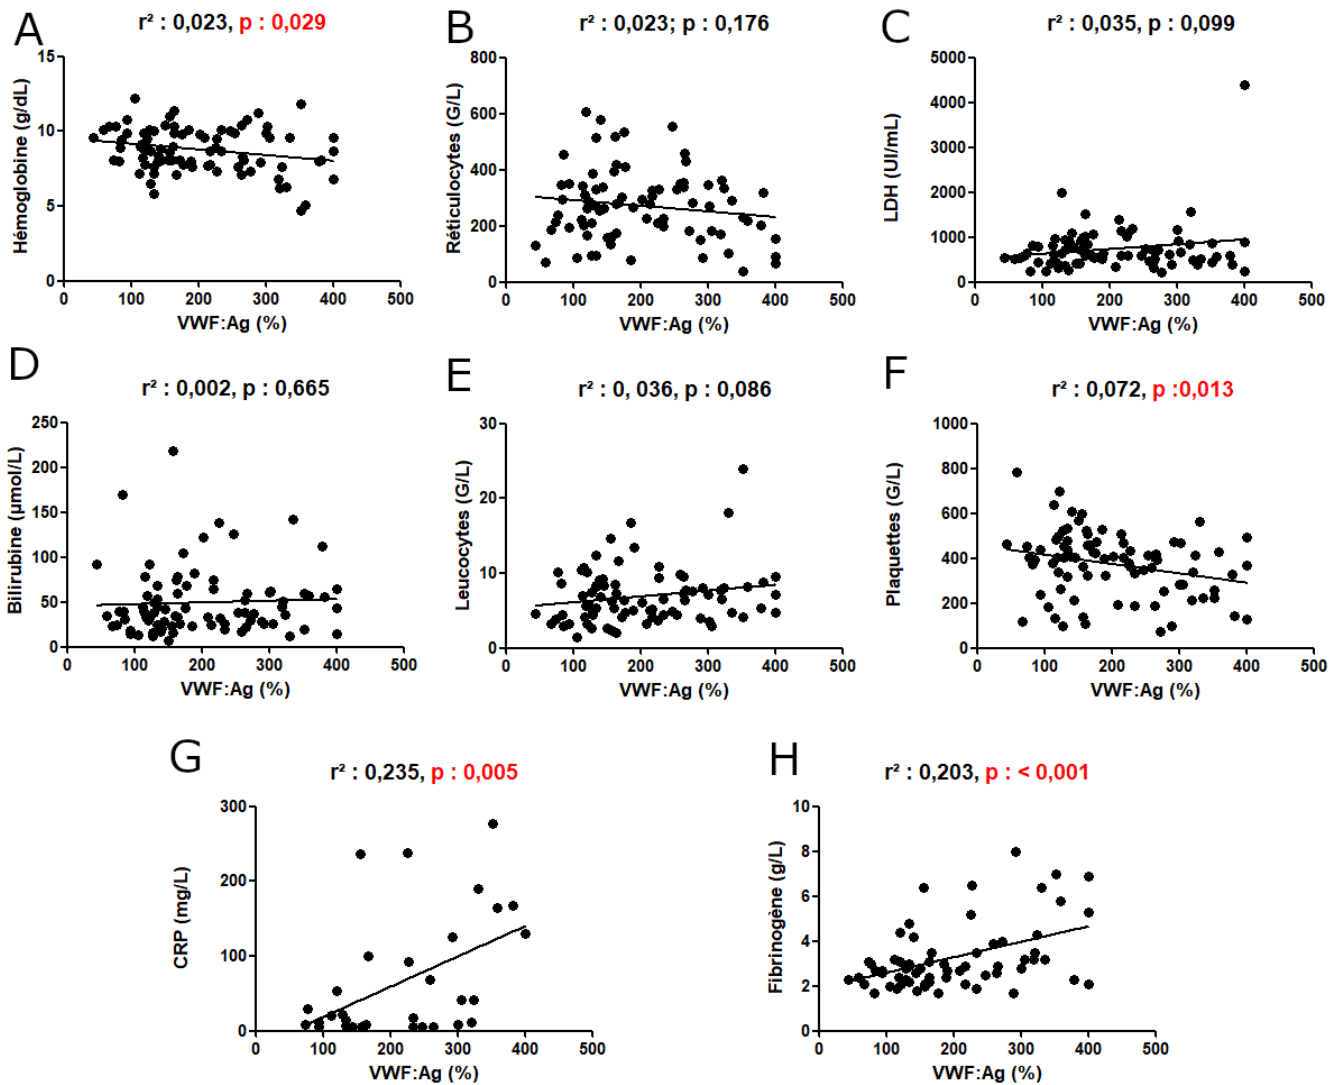 A
r² : 0,023, p : 0,029
Hémoglobine (g/dL)
15
10
5
0
0 100 200 300 400 500
VWF:Ag (%)
B
r² : 0,023; p : 0,176
Réticulocytes (G/L)
800
600
400
200
0
0 100 200 300 400 500
VWF:Ag (%)
C
r² : 0,035, p : 0,099
LDH (UI/mL)
5000
4000
3000
2000
1000
0
0 100 200 300 400 500
VWF:Ag (%)
D
r² : 0,002, p : 0,665
Bilirubine (µmol/L)
250
200
150
100
50
0
0 100 200 300 400 500
VWF:Ag (%)
E
r² : 0, 036, p : 0,086
Leucocytes (G/L)
30
20
10
0
0 100 200 300 400 500
VWF:Ag (%)
F
r² : 0,072, p :0,013
Plaquettes (G/L)
1000
800
600
400
200
0
0 100 200 300 400 500
VWF:Ag (%)
G
r² : 0,235, p : 0,005
CRP (mg/L)
300
200
100
0
0 100 200 300 400 500
VWF:Ag (%)
H
r² : 0,203, p : < 0,001
Fibrinogène (g/L)
10
8
6
4
2
0
0 100 200 300 400 500
VWF:Ag (%)